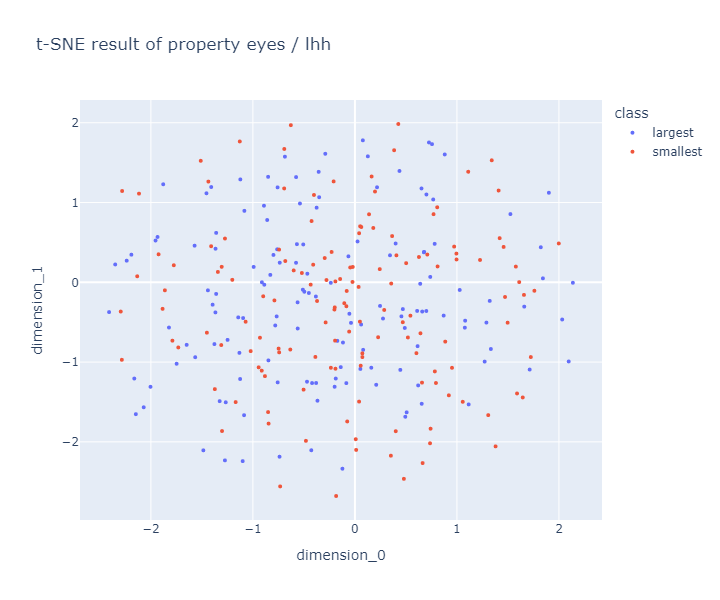 t-SNE result of property eyes / lhh
class
largest
smallest
2
1
0
−1
−2
dimension_1
−2
−1
0
1
2
dimension_0